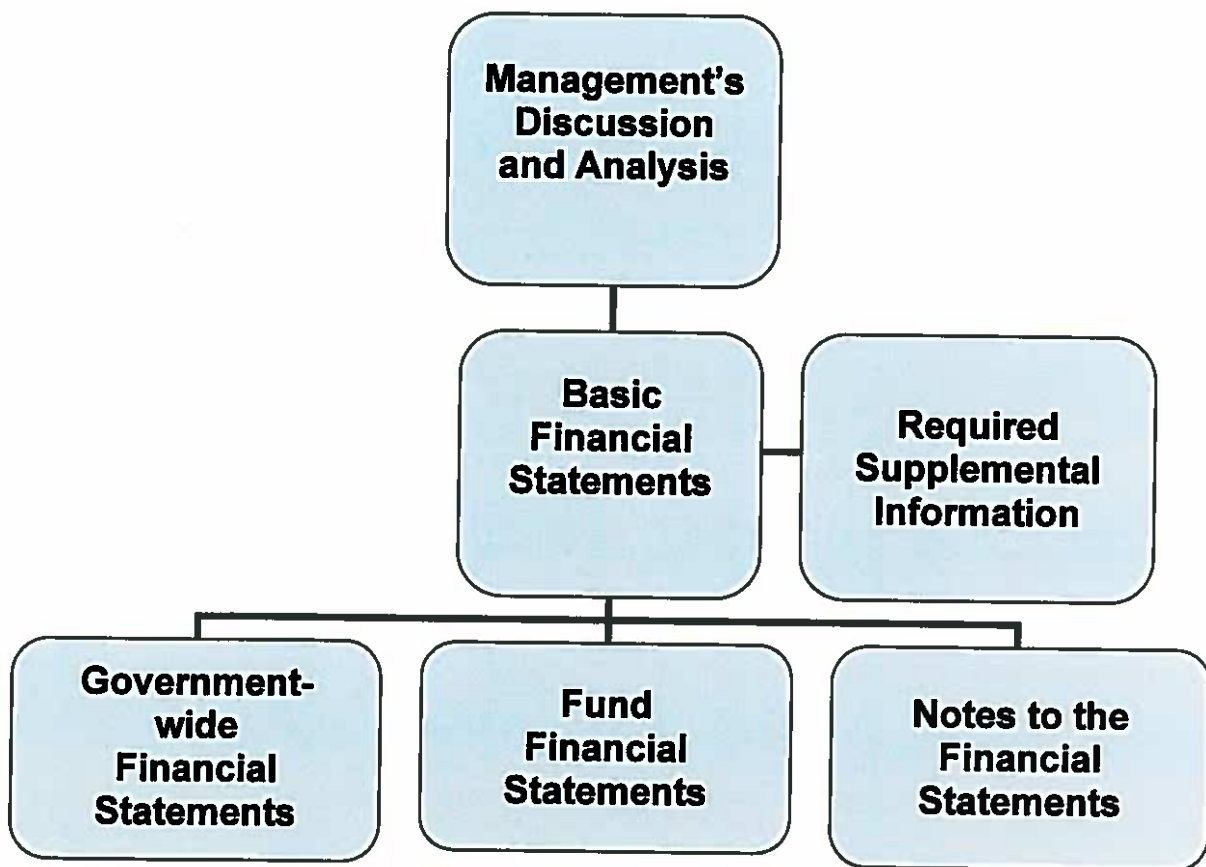 Management's
Discussion
and Analysis
Basic
Financial
Statements
Required
Supplemental
Information
Government-
wide
Financial
Statements
Fund
Financial
Statements
Notes to the
Financial
Statements